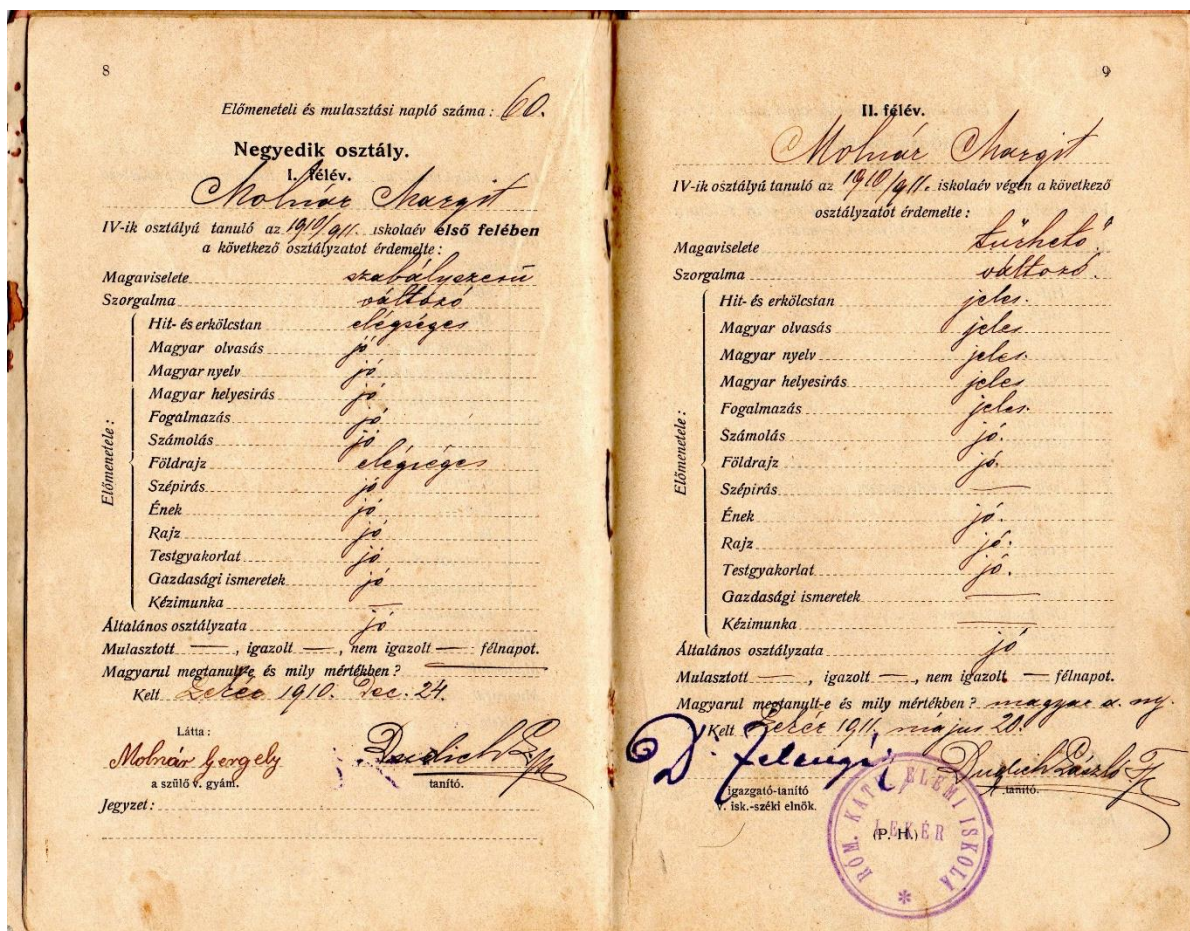 8
Előmeneteli és mulasztási napló száma: 60.
Negyedik osztály.
I. félév.
Molnár Margit
IV-ik osztályú tanuló az 1910/911. iskolaév első felében
a következő osztályzatot érdemelte:
Magaviselete szabályszerű
Szorgalma változó
Előmenetele:
Hit- és erkölcstan elégséges
Magyar olvasás jó
Magyar nyelv jó
Magyar helyesirás jó
Fogalmazás jó
Számolás jó
Földrajz elégséges
Szépirás jó
Ének jó
Rajz jó
Testgyakorlat jó
Gazdasági ismeretek jó
Kézimunka —
Általános osztályzata jó
Mulasztott —, igazolt —, nem igazolt — félnapot.
Magyarul megtanult-e és mily mértékben? —
Kelt Lekér 1910. Dec. 24.
Látta:
Molnár Gergely
a szülő v. gyám.
Dudich
tanító.
Jegyzet:
9
II. félév.
Molnár Margit
IV-ik osztályú tanuló az 1910/911. iskolaév végén a következő
osztályzatot érdemelte:
Magaviselete tűrhető
Szorgalma változó.
Előmenetele:
Hit- és erkölcstan jeles.
Magyar olvasás jeles
Magyar nyelv jeles.
Magyar helyesirás jeles
Fogalmazás jeles.
Számolás jó.
Földrajz jó.
Szépirás —
Ének jó.
Rajz jó.
Testgyakorlat jó.
Gazdasági ismeretek —
Kézimunka —
Általános osztályzata jó
Mulasztott —, igazolt —, nem igazolt — félnapot.
Magyarul megtanult-e és mily mértékben? magyar a. ny.
Kelt Lekér 1911. május 20.
Dudich László
igazgató-tanító
v. isk.-széki elnök.
tanító.
(P. H.)
RÓM. KATH. ELEMI ISKOLA
LEKÉR